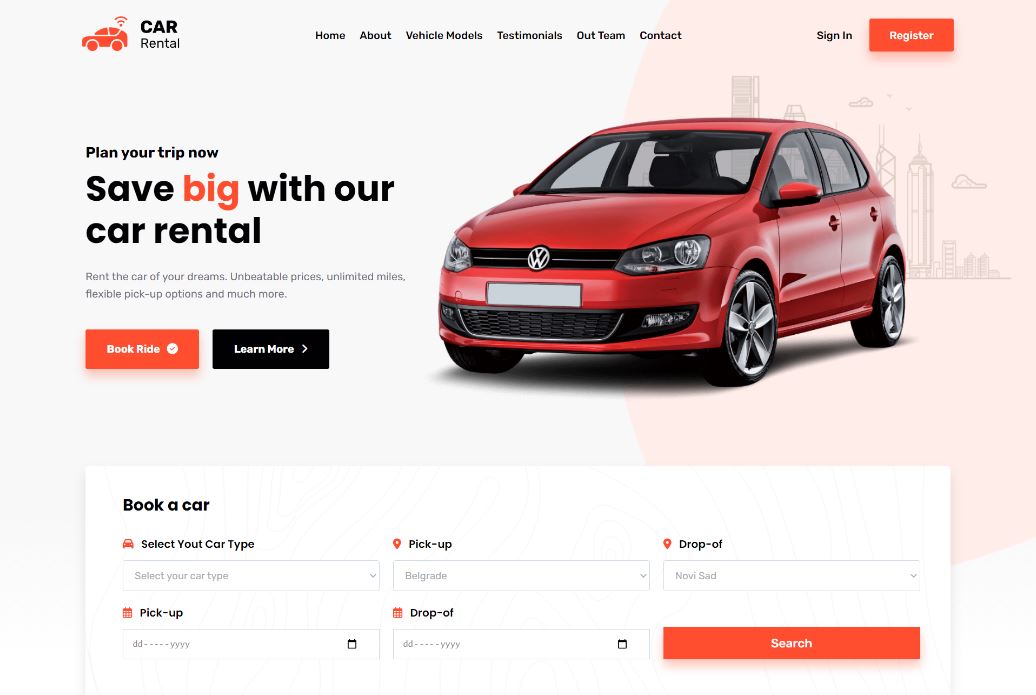 CAR
Rental
Home About Vehicle Models Testimonials Out Team Contact
Sign In Register
Plan your trip now
Save big with our
car rental
Rent the car of your dreams. Unbeatable prices, unlimited miles,
flexible pick-up options and much more.
Book Ride Learn More
Book a car
Select Yout Car Type Pick-up Drop-of
Select your car type Belgrade Novi Sad
Pick-up Drop-of
dd-----yyyy dd-----yyyy Search